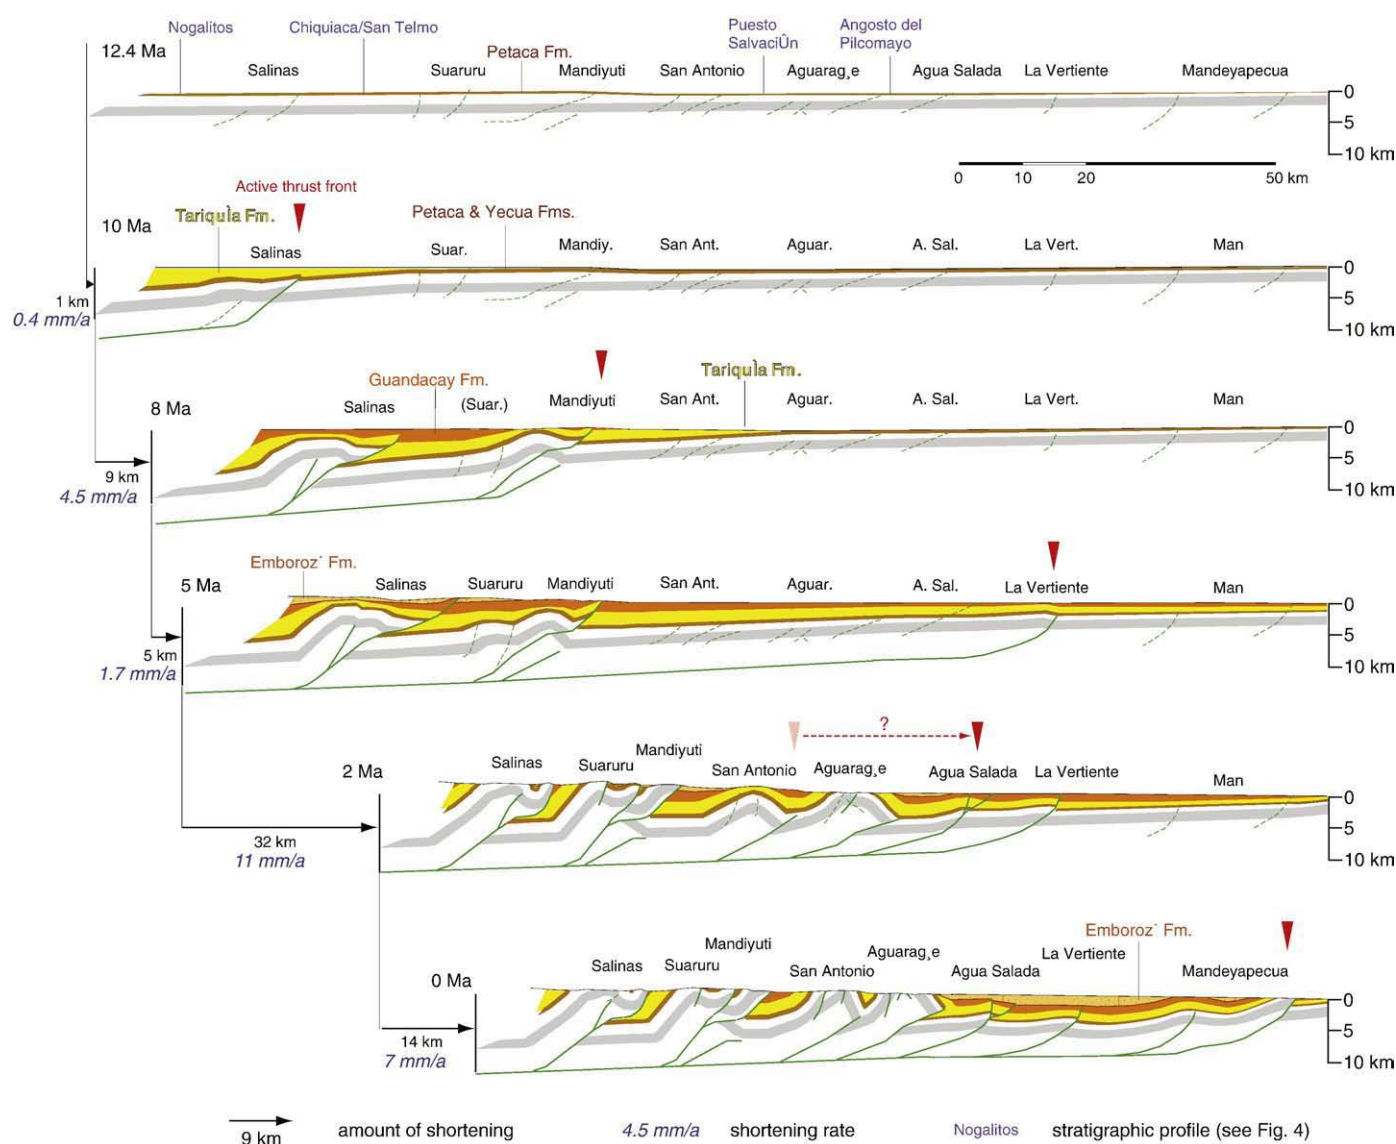 Nogalitos
Chiquiaca/San Telmo
Puesto
SalvaciÛn
Angosto del
Pilcomayo
12.4 Ma
Petaca Fm.
Salinas
Suaruru
Mandiyuti
San Antonio
Aguarag¸e
Agua Salada
La Vertiente
Mandeyapecua
0
5
10 km
0 10 20 50 km
Active thrust front
TariquÌa Fm.
Petaca & Yecua Fms.
10 Ma
Salinas
Suar.
Mandiy.
San Ant.
Aguar.
A. Sal.
La Vert.
Man
0
5
10 km
1 km
0.4 mm/a
Guandacay Fm.
TariquÌa Fm.
8 Ma
Salinas
(Suar.)
Mandiyuti
San Ant.
Aguar.
A. Sal.
La Vert.
Man
0
5
10 km
9 km
4.5 mm/a
Emboroz˙ Fm.
5 Ma
Salinas
Suaruru
Mandiyuti
San Ant.
Aguar.
A. Sal.
La Vertiente
Man
0
5
10 km
5 km
1.7 mm/a
?
2 Ma
Salinas
Suaruru
Mandiyuti
San Antonio
Aguarag¸e
Agua Salada
La Vertiente
Man
0
5
10 km
32 km
11 mm/a
Emboroz˙ Fm.
0 Ma
Salinas
Suaruru
Mandiyuti
San Antonio
Aguarag¸e
Agua Salada
La Vertiente
Mandeyapecua
0
5
10 km
14 km
7 mm/a
9 km amount of shortening 4.5 mm/a shortening rate Nogalitos stratigraphic profile (see Fig. 4)